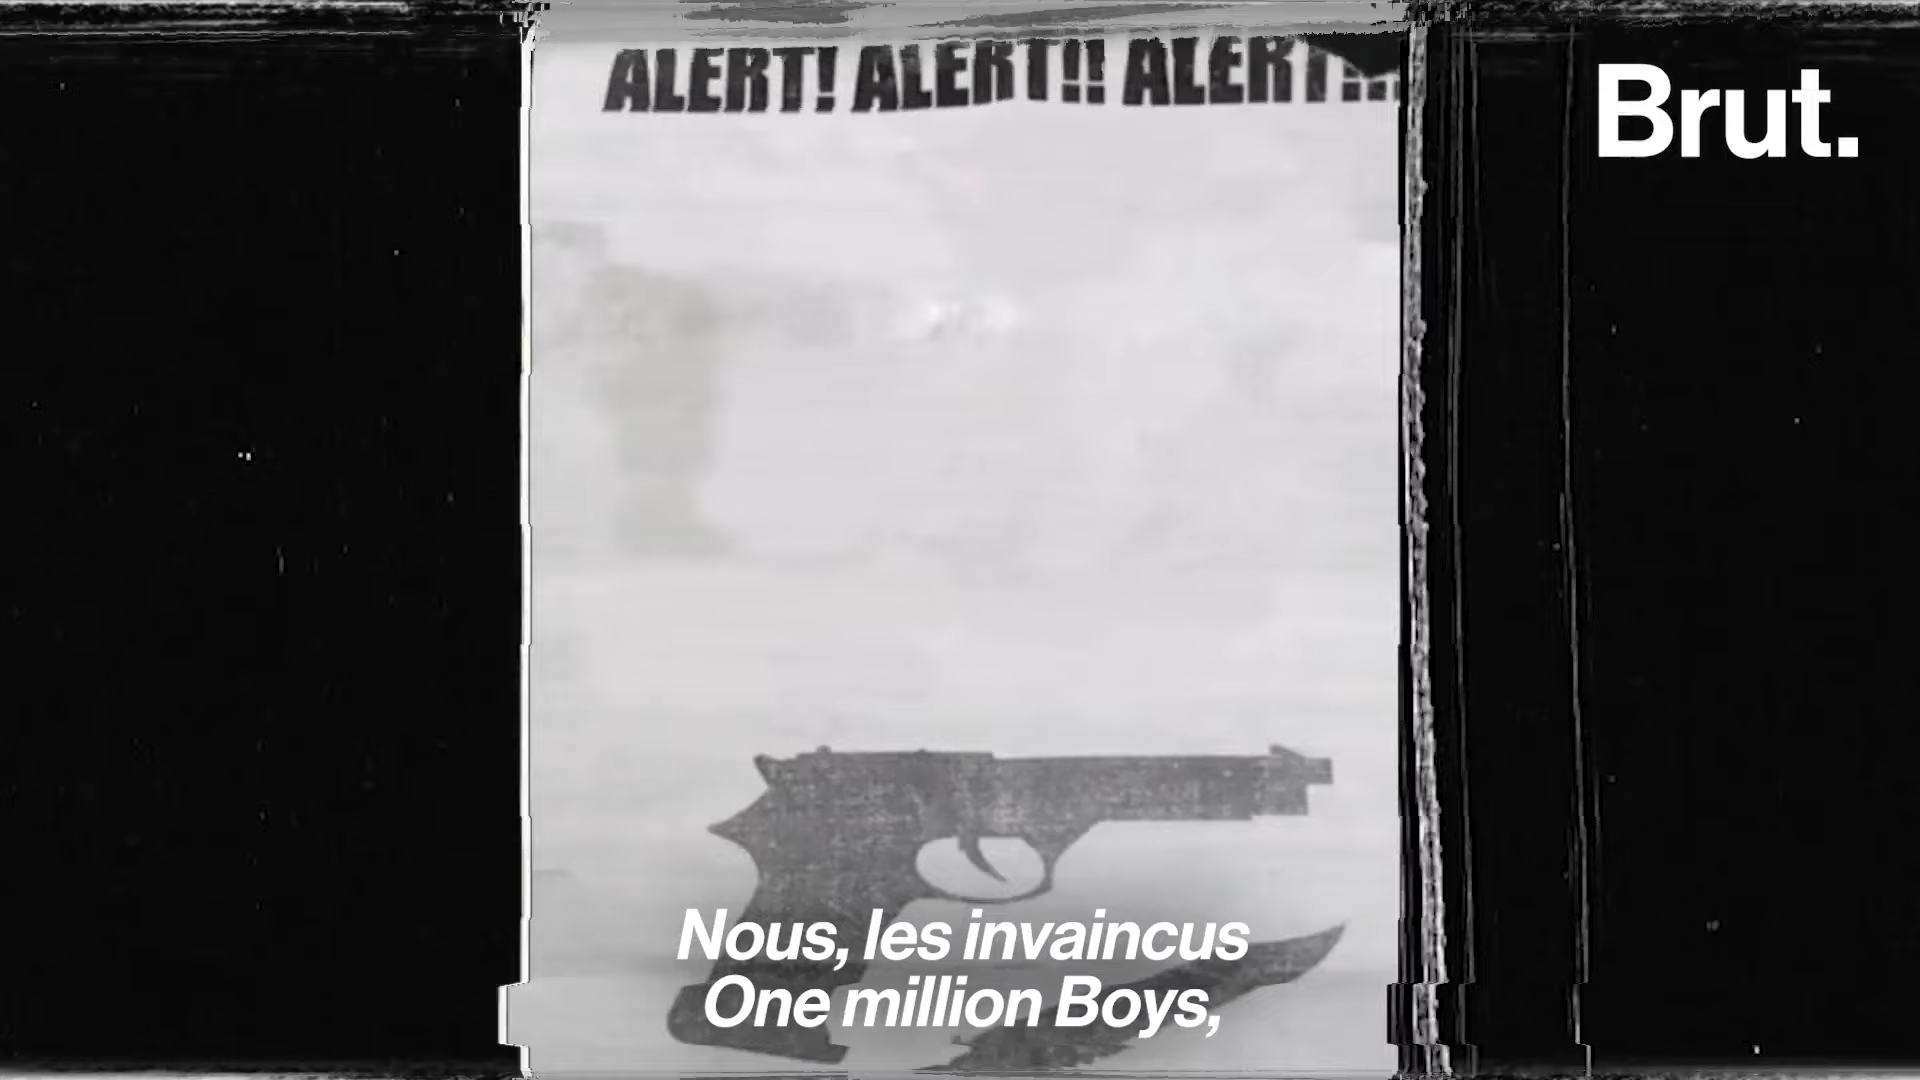 ALERT! ALERT!! ALERT!!!
Brut.
Nous, les invaincus
One million Boys,